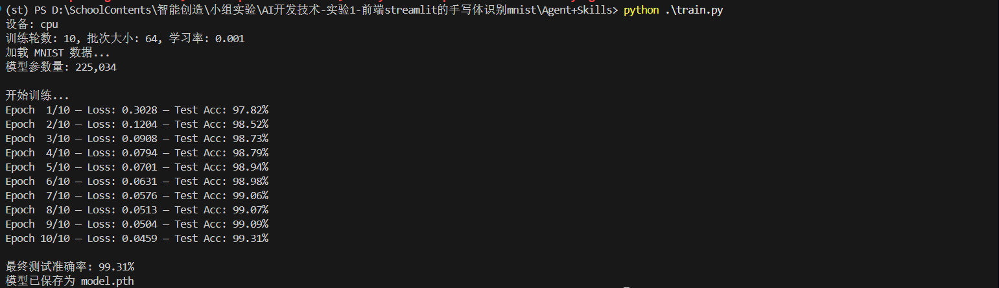 (st) PS D:\SchoolContents\智能创造\小组实验\AI开发技术-实验1-前端streamlit的手写体识别mnist\Agent+Skills> python .\train.py
设备: cpu
训练轮数: 10, 批次大小: 64, 学习率: 0.001
加载 MNIST 数据...
模型参数量: 225,034
开始训练...
Epoch  1/10 — Loss: 0.3028 — Test Acc: 97.82%
Epoch  2/10 — Loss: 0.1204 — Test Acc: 98.52%
Epoch  3/10 — Loss: 0.0908 — Test Acc: 98.73%
Epoch  4/10 — Loss: 0.0794 — Test Acc: 98.79%
Epoch  5/10 — Loss: 0.0701 — Test Acc: 98.94%
Epoch  6/10 — Loss: 0.0631 — Test Acc: 98.98%
Epoch  7/10 — Loss: 0.0576 — Test Acc: 99.06%
Epoch  8/10 — Loss: 0.0513 — Test Acc: 99.07%
Epoch  9/10 — Loss: 0.0504 — Test Acc: 99.09%
Epoch 10/10 — Loss: 0.0459 — Test Acc: 99.31%
最终测试准确率: 99.31%
模型已保存为 model.pth